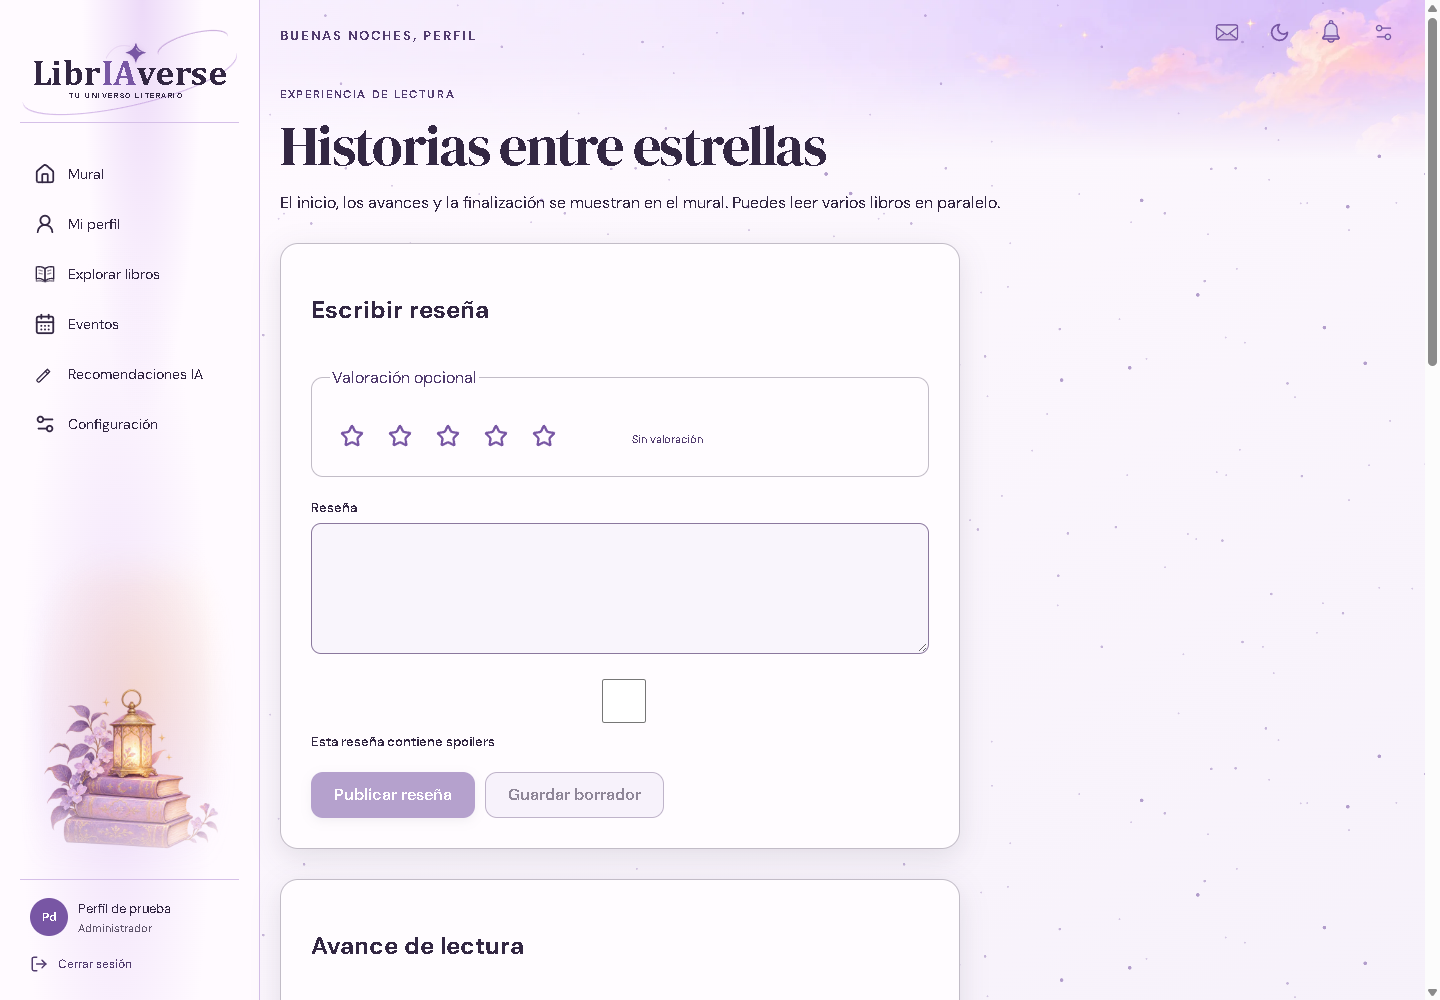 LibrIAverse
TU UNIVERSO LITERARIO
Mural
Mi perfil
Explorar libros
Eventos
Recomendaciones IA
Configuración
Pd
Perfil de prueba
Administrador
Cerrar sesión
BUENAS NOCHES, PERFIL
EXPERIENCIA DE LECTURA
Historias entre estrellas
El inicio, los avances y la finalización se muestran en el mural. Puedes leer varios libros en paralelo.
Escribir reseña
Valoración opcional
Sin valoración
Reseña
Esta reseña contiene spoilers
Publicar reseña
Guardar borrador
Avance de lectura